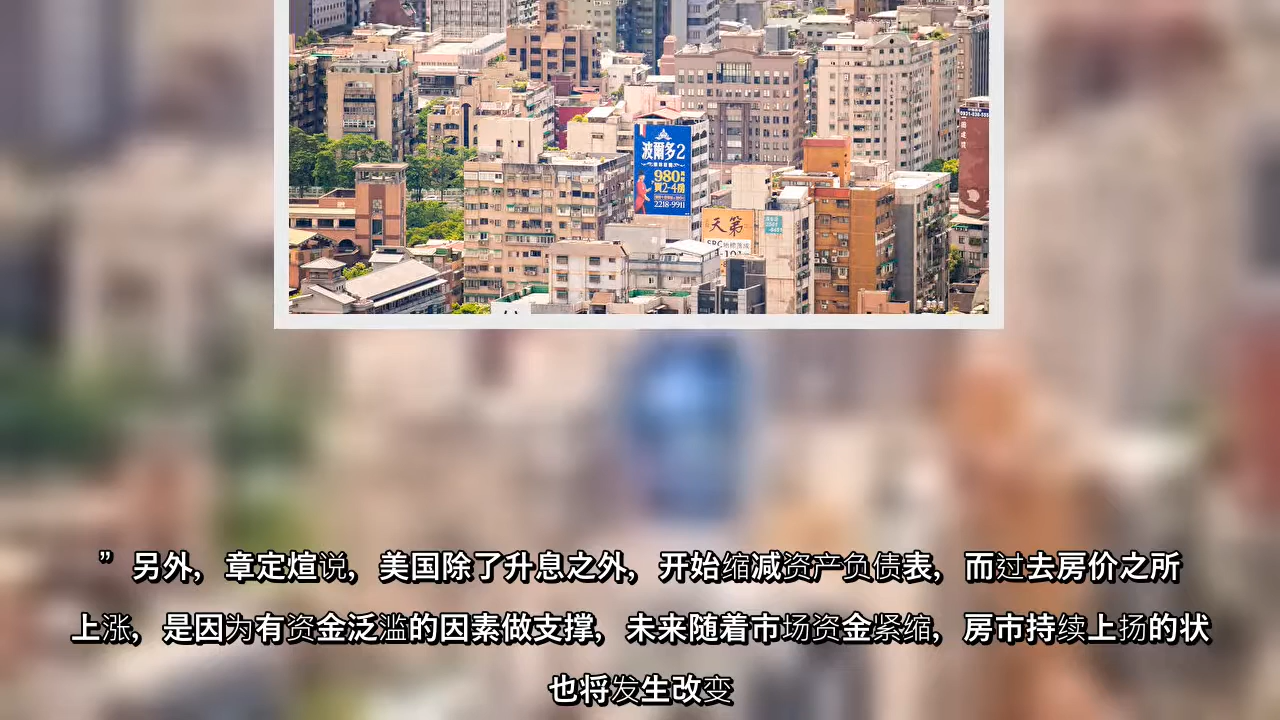 波爾多2
980
買2-4房
2218-9911
天第
”另外，章定煊说，美国除了升息之外，开始缩减资产负债表，而过去房价之所
上涨，是因为有资金泛滥的因素做支撑，未来随着市场资金紧缩，房市持续上扬的状
也将发生改变